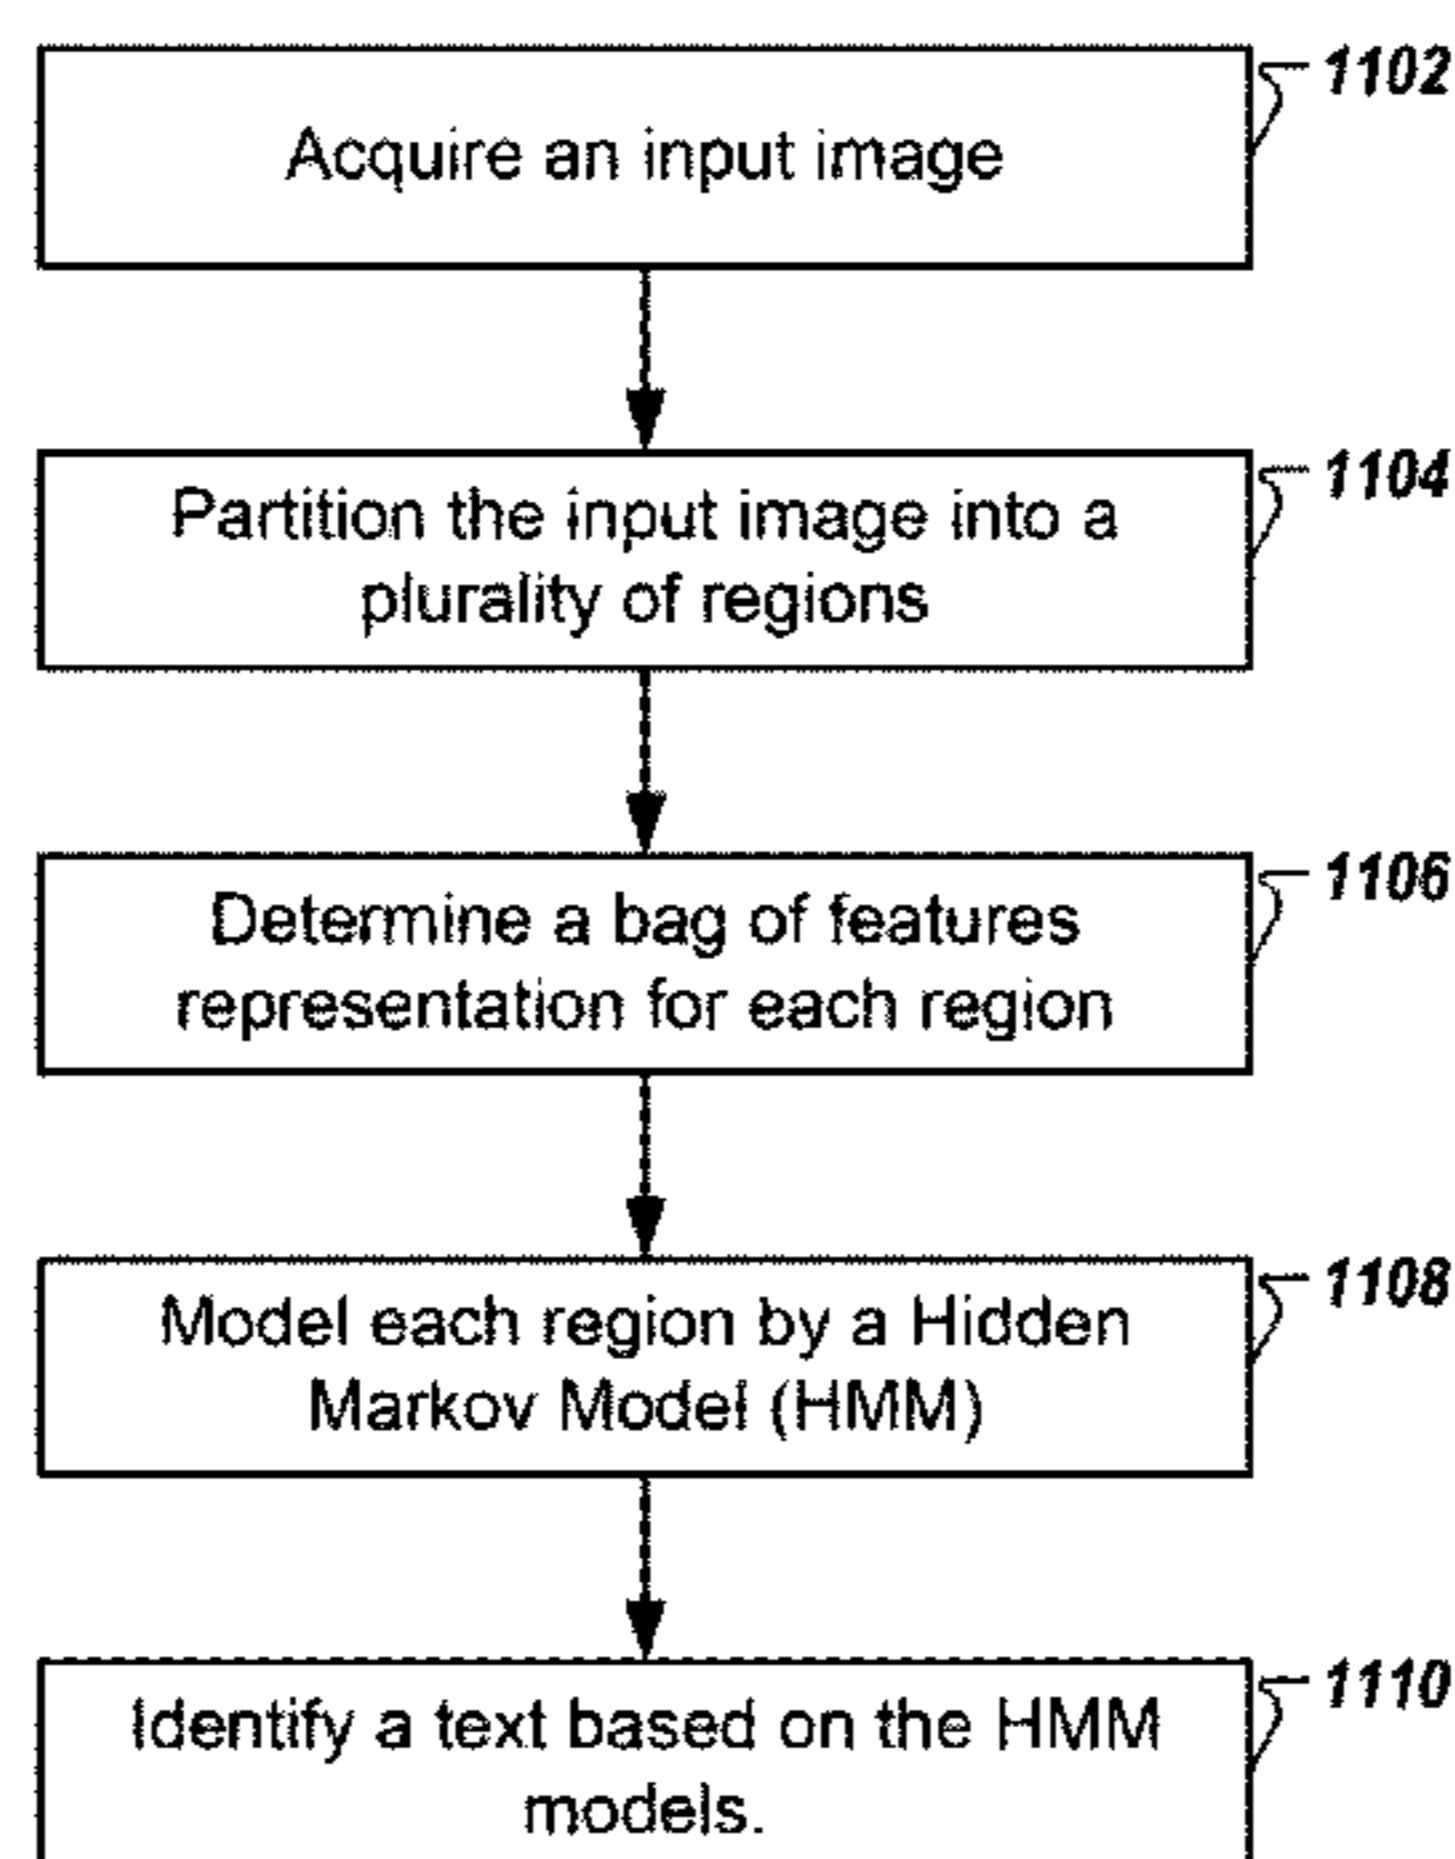 1102
Acquire an input image
1104
Partition the input image into a
plurality of regions
1106
Determine a bag of features
representation for each region
1108
Model each region by a Hidden
Markov Model (HMM)
1110
Identify a text based on the HMM
models.